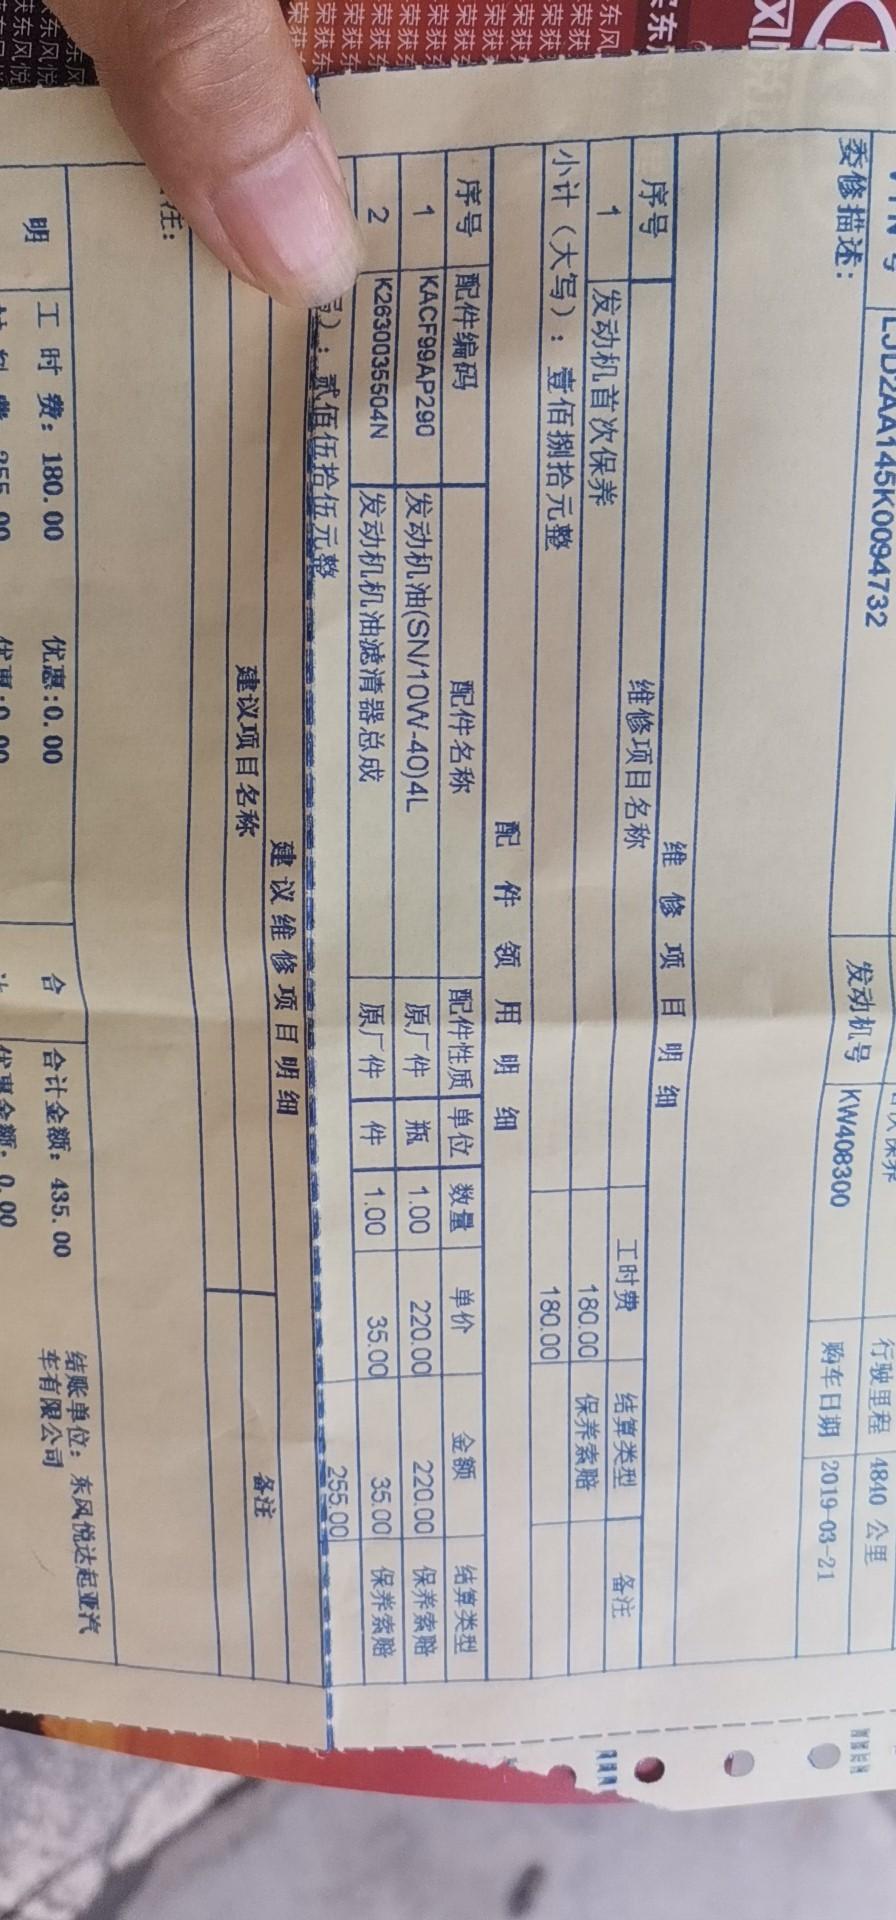 VIN号 LJD2AA145K0094732 发动机号 KW408300 购车日期 2019-03-21
行驶里程 4840 公里
委修描述:
维 修 项 目 明 细
序号 维修项目名称 工时费 结算类型 备注
1 发动机首次保养 180.00 保养索赔
小计(大写): 壹佰捌拾元整 180.00
配 件 领 用 明 细
序号 配件编码 配件名称 配件性质 单位 数量 单价 金额 结算类型
1 KACF99AP290 发动机油(SN/10W-40)4L 原厂件 瓶 1.00 220.00 220.00 保养索赔
2 K2630035504N 发动机机油滤清器总成 原厂件 件 1.00 35.00 35.00 保养索赔
写): 贰佰伍拾伍元整 255.00
建 议 维 修 项 目 明 细
建议项目名称 备注
注:
明 工 时 费: 180.00 优惠:0.00 合 合计金额: 435.00 结账单位: 东风悦达起亚汽
车有限公司